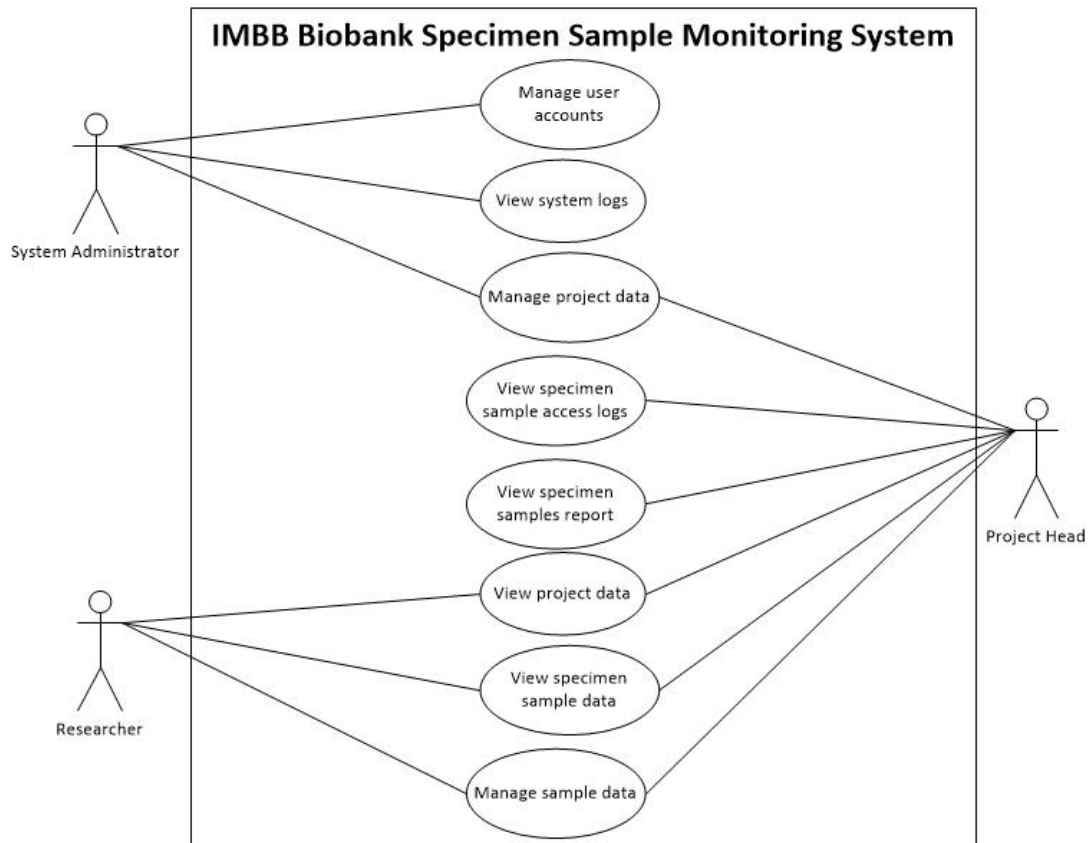 IMBB Biobank Specimen Sample Monitoring System
Manage user
accounts
View system logs
System Administrator
Manage project data
View specimen
sample access logs
View specimen
samples report
Project Head
View project data
View specimen
sample data
Researcher
Manage sample data